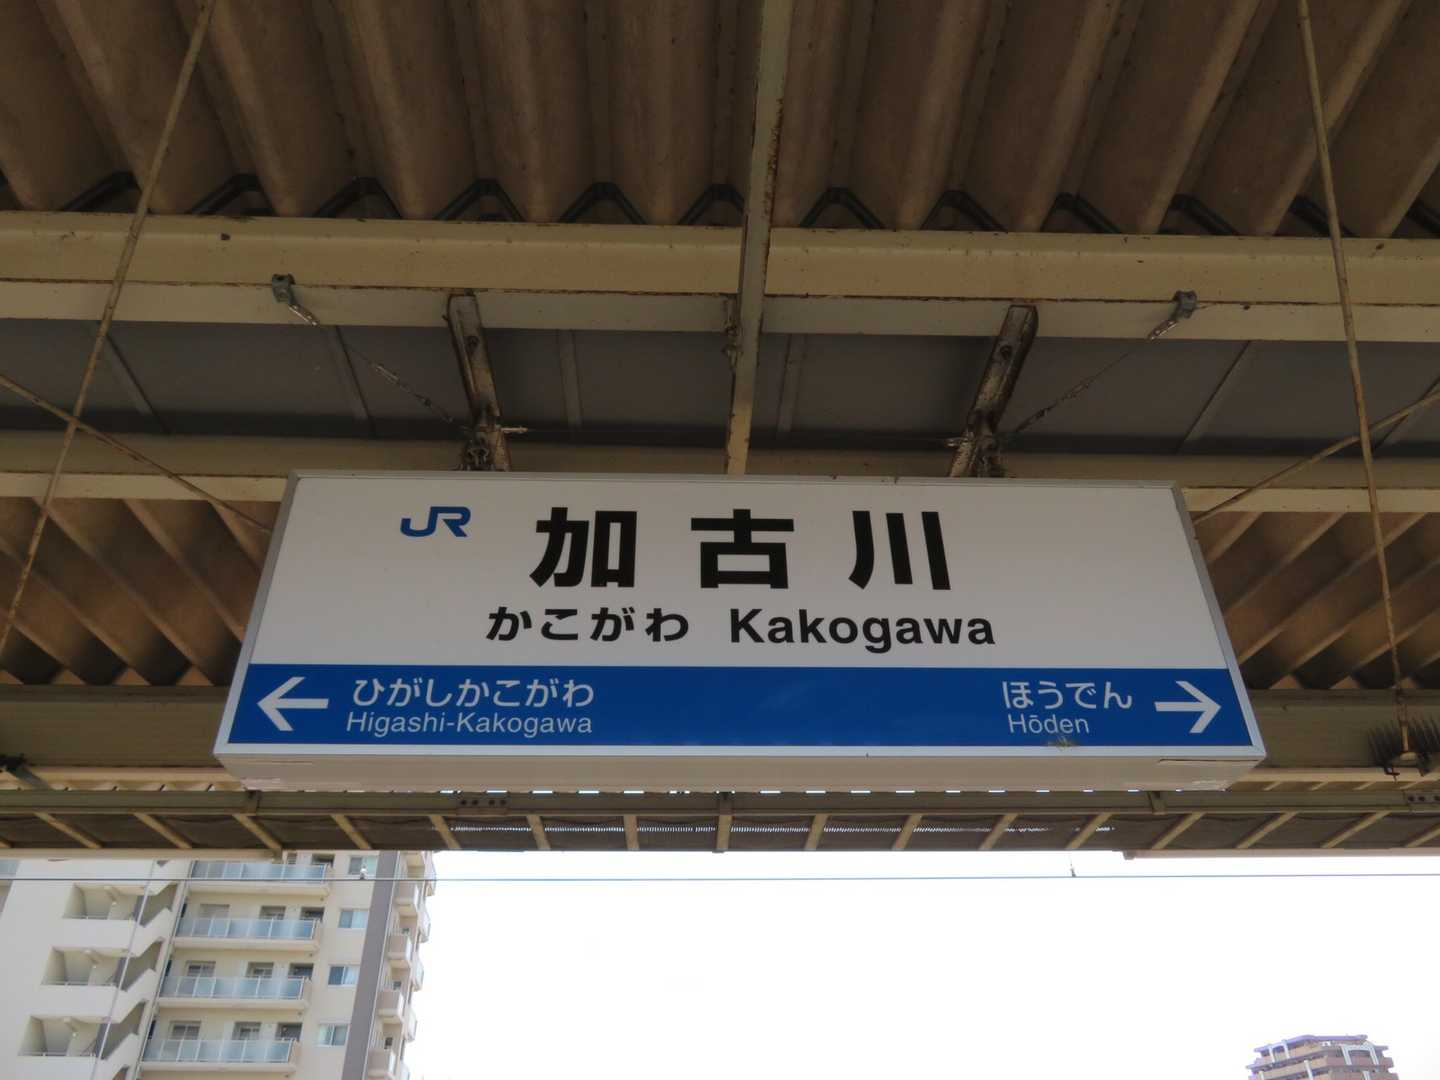 JR 加古川
かこがわ Kakogawa
← ひがしかこがわ ほうでん →
Higashi-Kakogawa Hōden